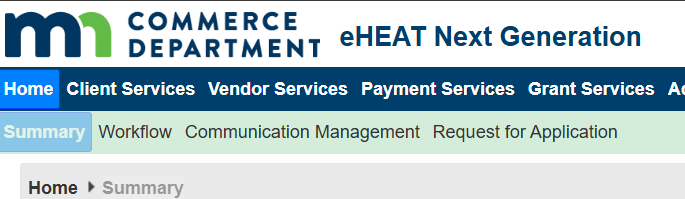 mn COMMERCE
DEPARTMENT
eHEAT Next Generation
Home Client Services Vendor Services Payment Services Grant Services
Summary Workflow Communication Management Request for Application
Home Summary